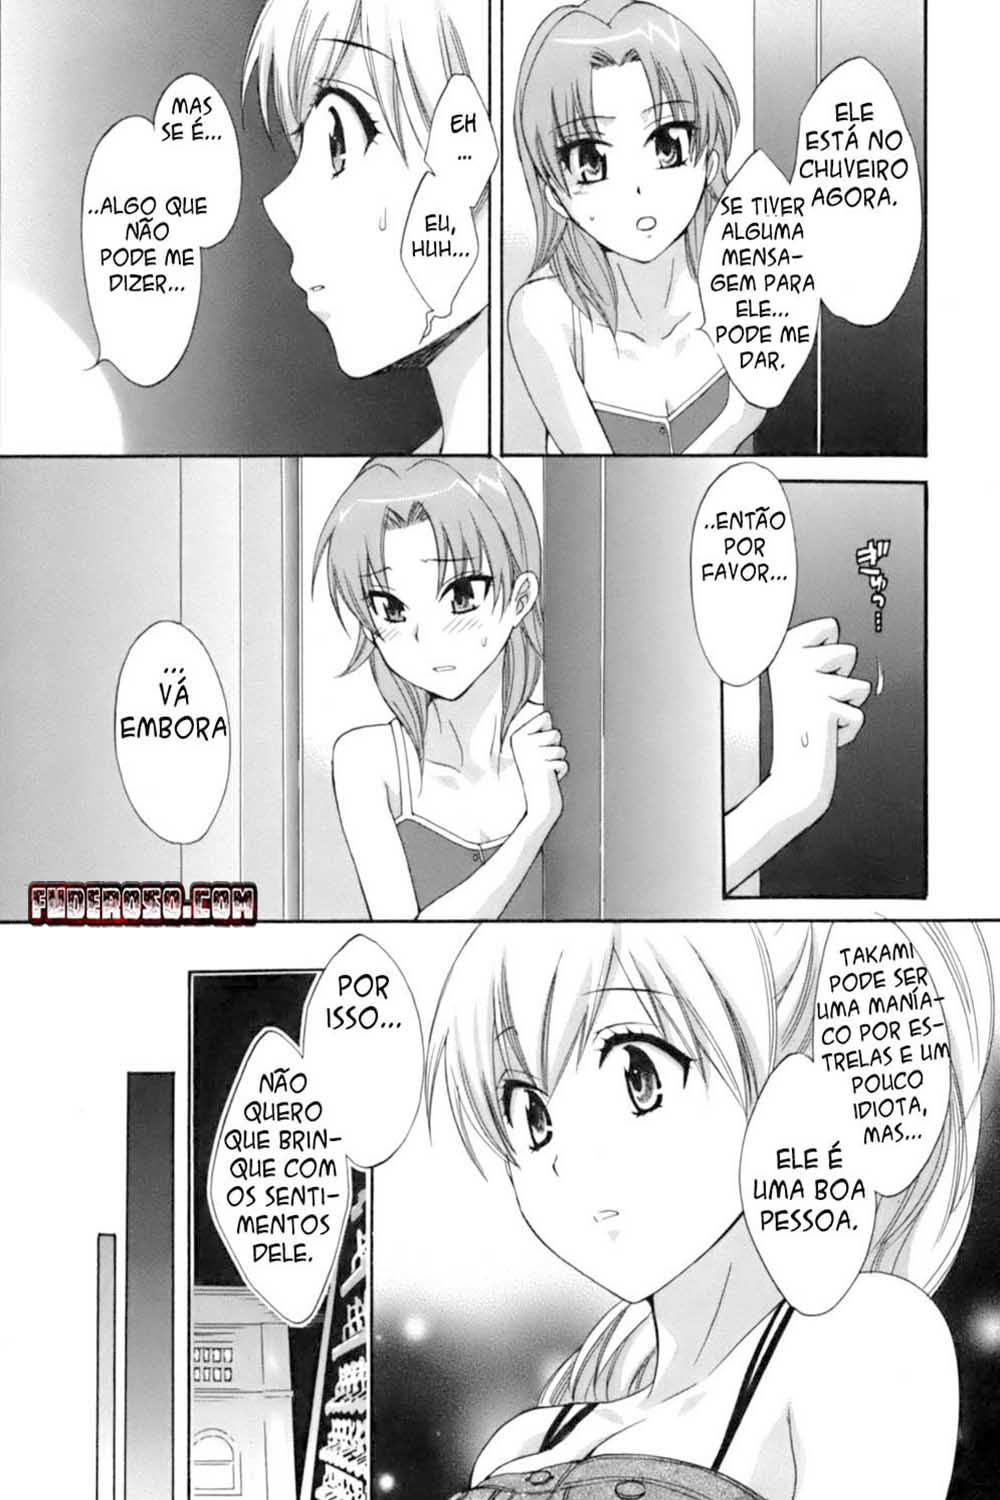 ELE
ESTÁ NO
CHUVEIRO
AGORA.
SE TIVER
ALGUMA
MENSA-
GEM PARA
ELE...
PODE ME
DAR.
EH
...
EU,
HUH...
MAS
SE É...
..ALGO QUE
NÃO
PODE ME
DIZER...
..ENTÃO
POR
FAVOR...
...
VÁ
EMBORA
FUDEROSO.COM
TAKAMI
PODE SER
UMA MANÍA-
CO POR ES-
TRELAS E UM
POUCO
IDIOTA,
MAS...
ELE É
UMA BOA
PESSOA.
POR
ISSO...
NÃO
QUERO
QUE BRIN-
QUE COM
OS SENTI-
MENTOS
DELE.